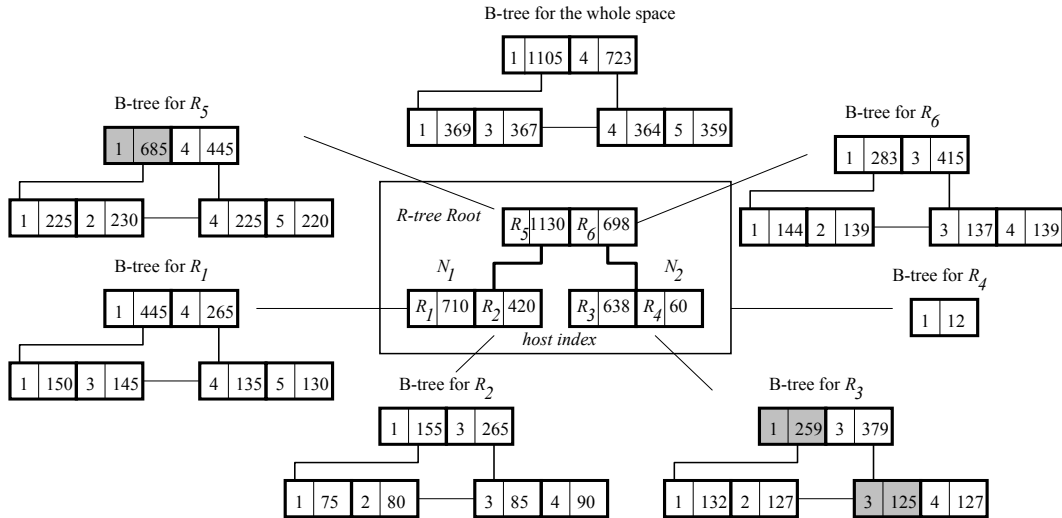 B-tree for the whole space
1 1105 4 723
1 369 3 367 4 364 5 359
B-tree for R5
1 685 4 445
1 225 2 230 4 225 5 220
B-tree for R6
1 283 3 415
1 144 2 139 3 137 4 139
R-tree Root
R5 1130 R6 698
N1 N2
R1 710 R2 420 R3 638 R4 60
host index
B-tree for R1
1 445 4 265
1 150 3 145 4 135 5 130
B-tree for R4
1 12
B-tree for R2
1 155 3 265
1 75 2 80 3 85 4 90
B-tree for R3
1 259 3 379
1 132 2 127 3 125 4 127